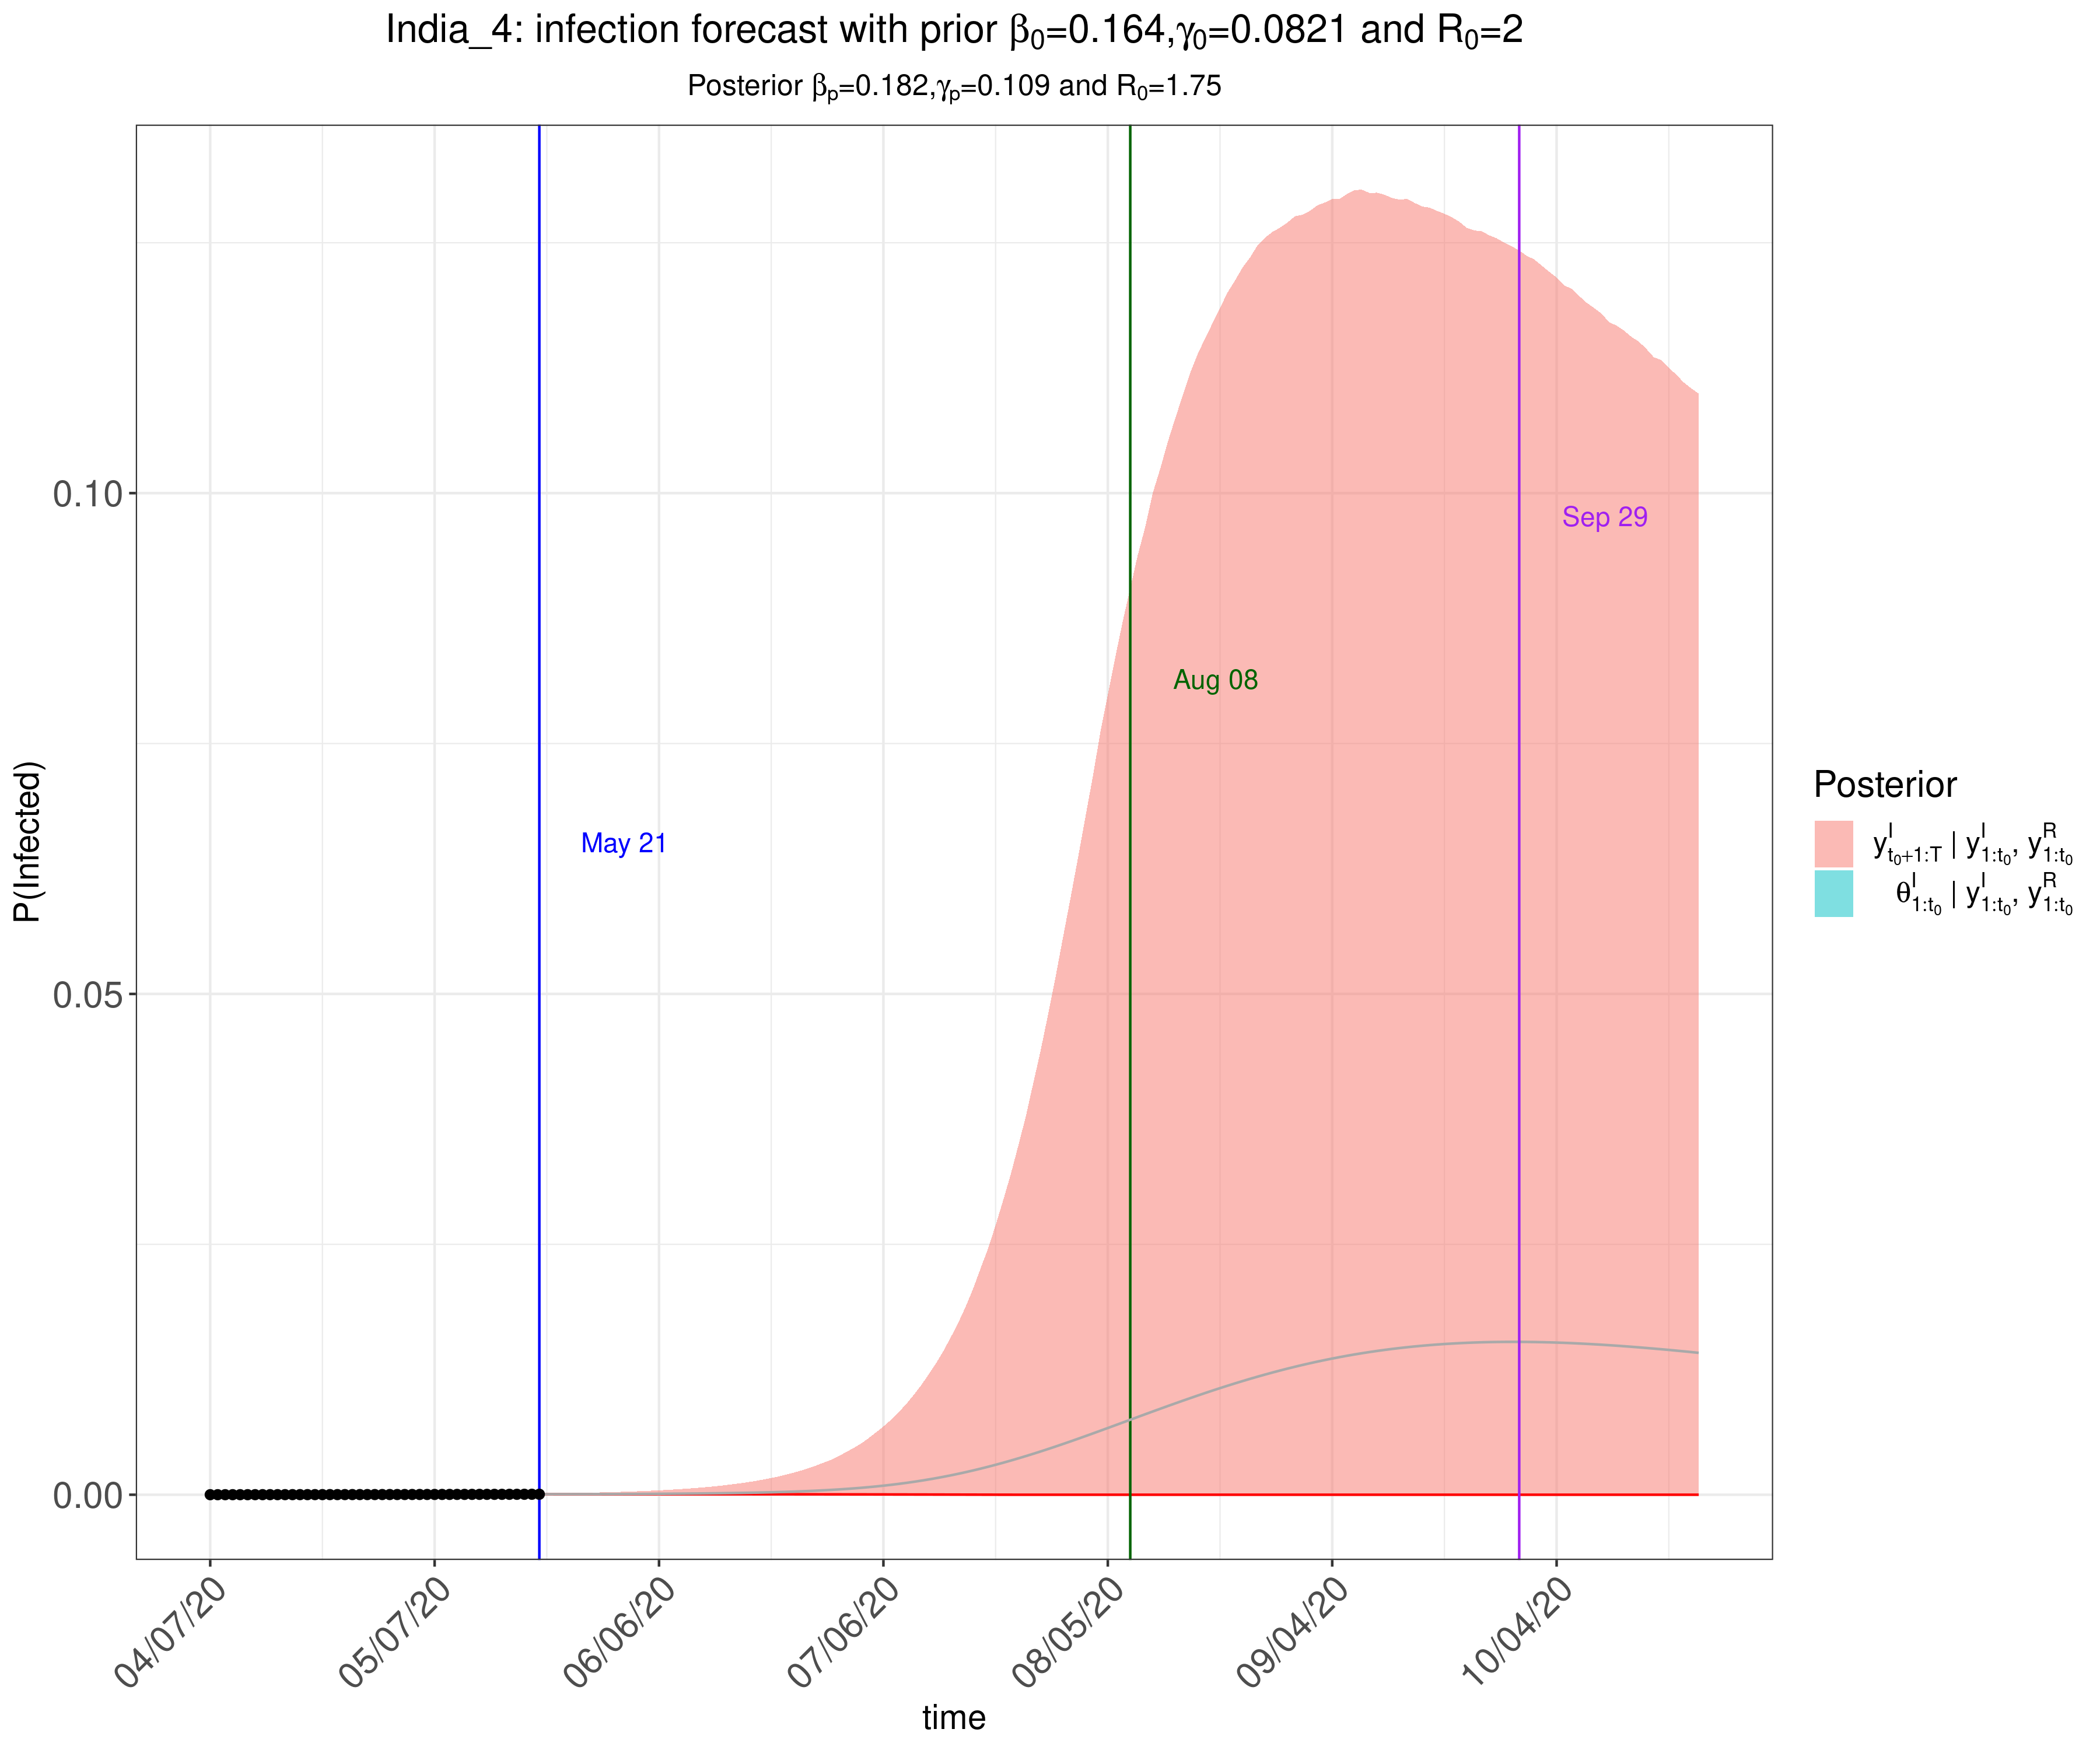 India_4: infection forecast with prior β₀=0.164,γ₀=0.0821 and R₀=2
Posterior βₚ=0.182,γₚ=0.109 and R₀=1.75
P(Infected)
0.10
0.05
0.00
May 21
Aug 08
Sep 29
04/07/20
05/07/20
06/06/20
07/06/20
08/05/20
09/04/20
10/04/20
time
Posterior
y^I_{t₀+1:T} | y^I_{1:t₀}, y^R_{1:t₀}
θ^I_{1:t₀} | y^I_{1:t₀}, y^R_{1:t₀}